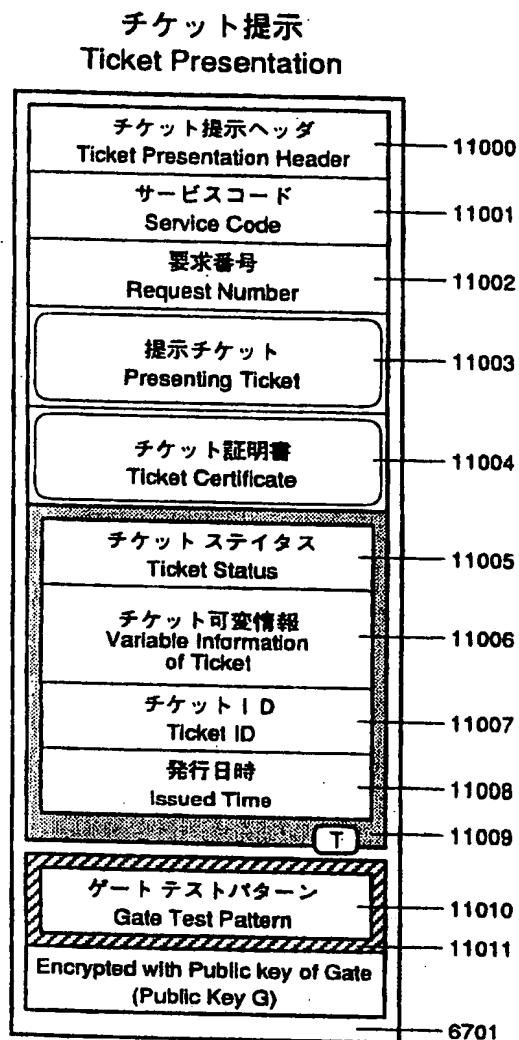 チケット提示
Ticket Presentation
チケット提示ヘッダ
Ticket Presentation Header
11000
サービスコード
Service Code
11001
要求番号
Request Number
11002
提示チケット
Presenting Ticket
11003
チケット証明書
Ticket Certificate
11004
チケット ステイタス
Ticket Status
11005
チケット可変情報
Variable Information
of Ticket
11006
チケットID
Ticket ID
11007
発行日時
Issued Time
11008
T
11009
ゲート テストパターン
Gate Test Pattern
11010
11011
Encrypted with Public key of Gate
(Public Key G)
6701